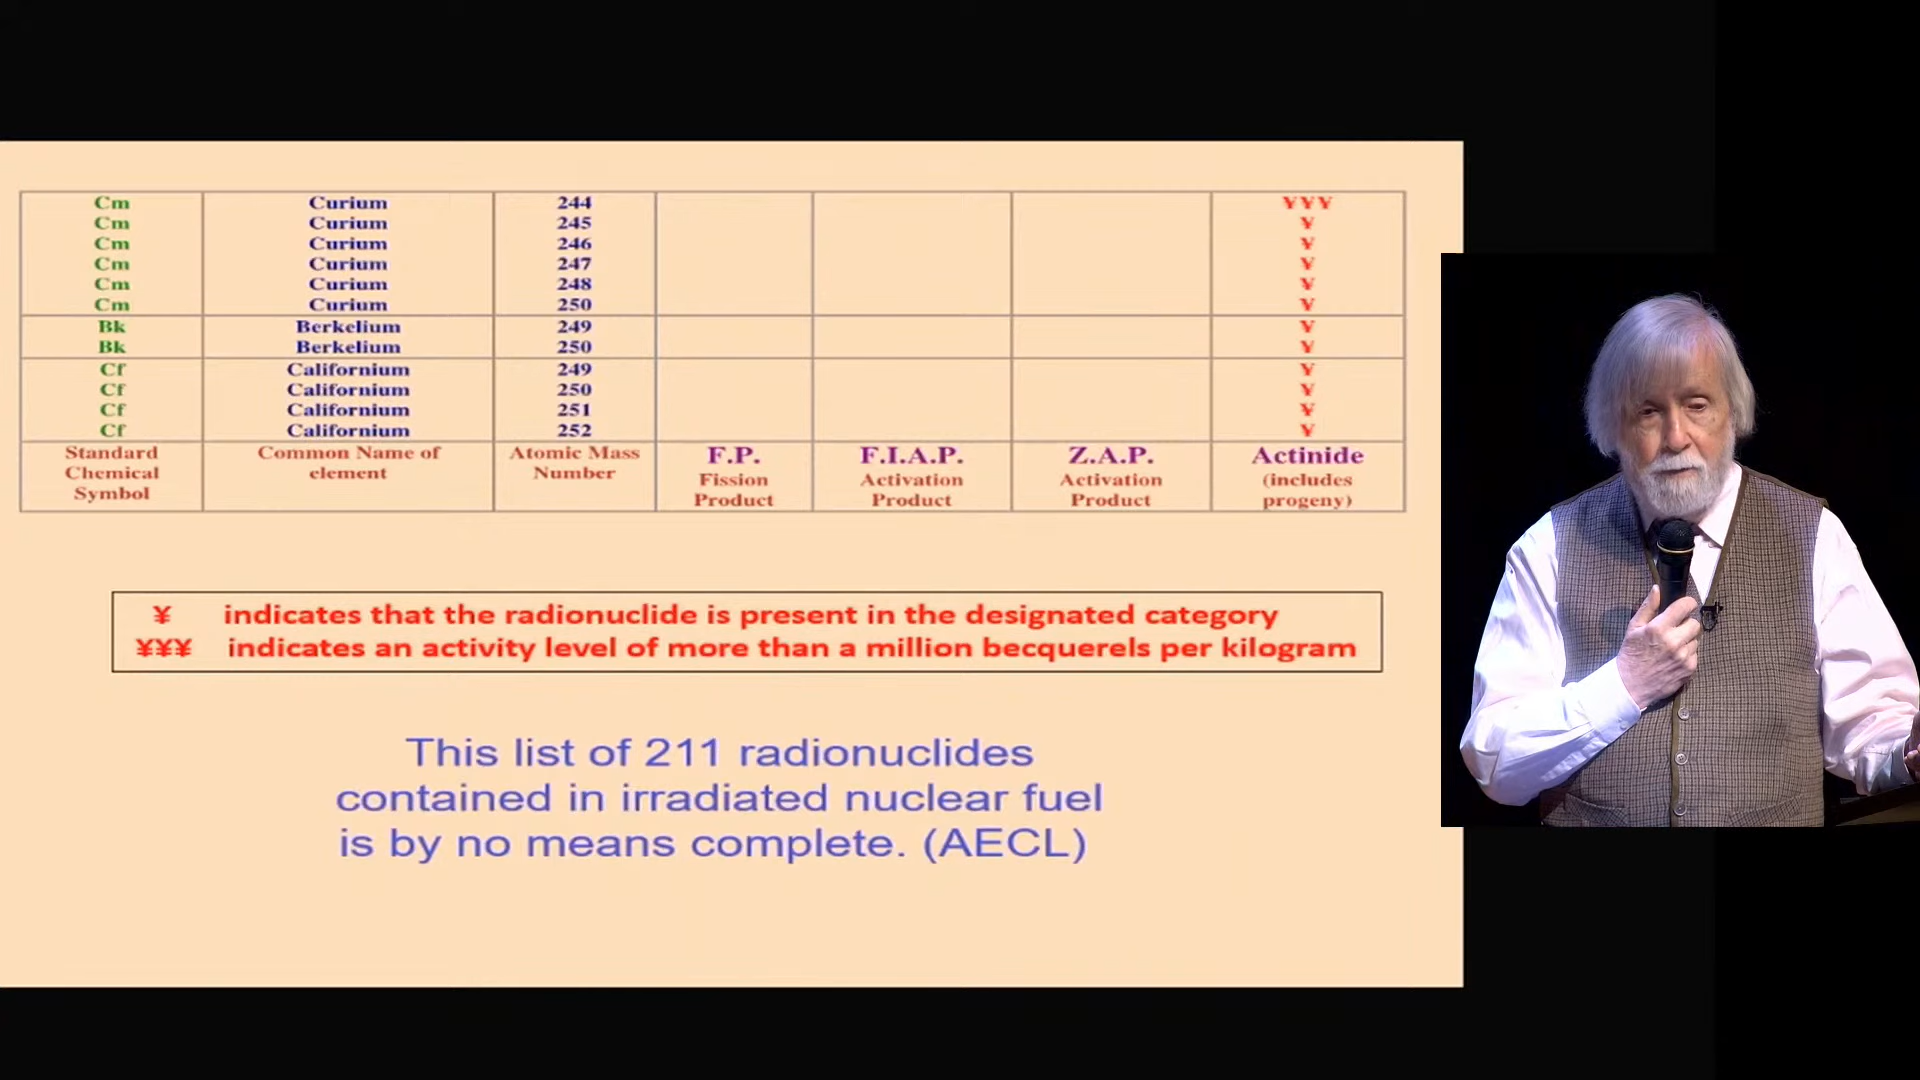 Cm Curium 244 ¥¥¥
Cm Curium 245 ¥
Cm Curium 246 ¥
Cm Curium 247 ¥
Cm Curium 248 ¥
Cm Curium 250 ¥
Bk Berkelium 249 ¥
Bk Berkelium 250 ¥
Cf Californium 249 ¥
Cf Californium 250 ¥
Cf Californium 251 ¥
Cf Californium 252 ¥
Standard Chemical Symbol
Common Name of element
Atomic Mass Number
F.P. Fission Product
F.I.A.P. Activation Product
Z.A.P. Activation Product
Actinide (includes progeny)
¥ indicates that the radionuclide is present in the designated category
¥¥¥ indicates an activity level of more than a million becquerels per kilogram
This list of 211 radionuclides
contained in irradiated nuclear fuel
is by no means complete. (AECL)